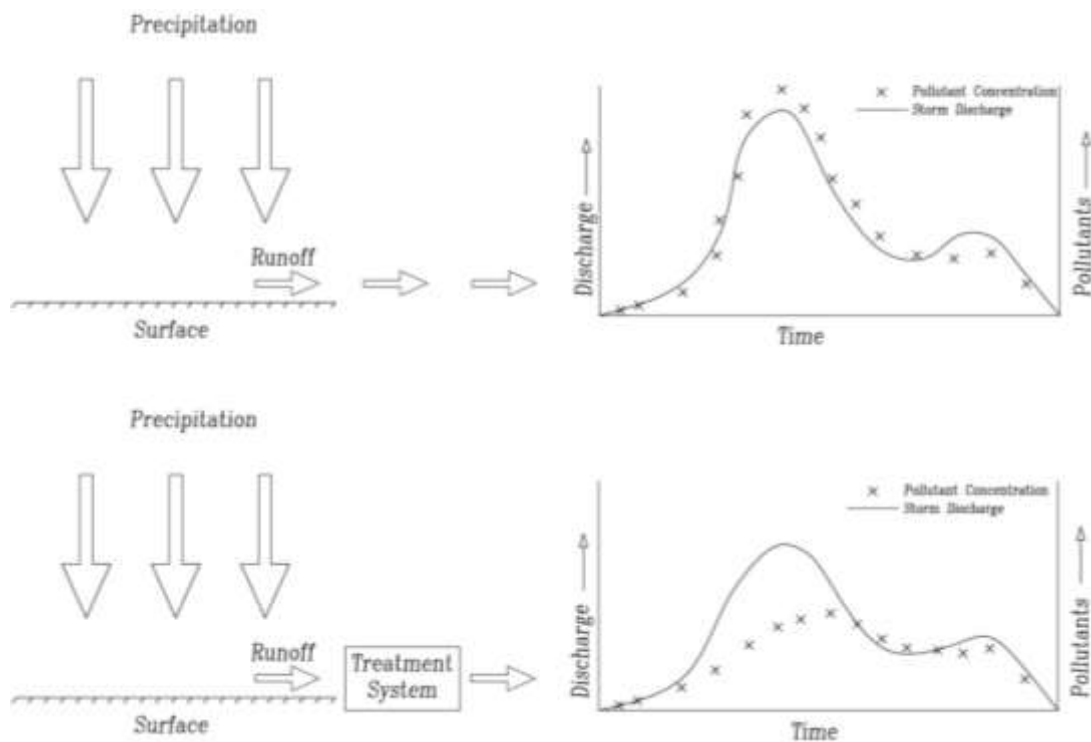 Precipitation
Runoff
Surface
Pollutant Concentration
Storm Discharge
Discharge
Pollutants
Time
Precipitation
Runoff
Treatment
System
Surface
Pollutant Concentration
Storm Discharge
Discharge
Pollutants
Time